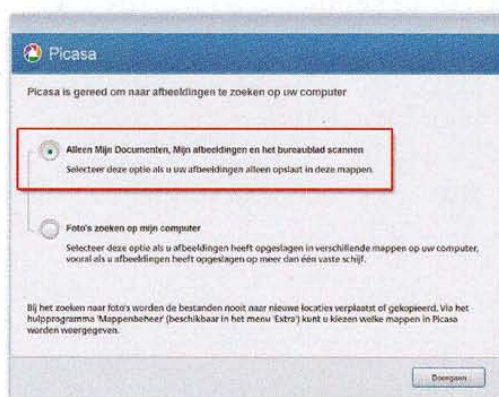 Picasa
Picasa is gereed om naar afbeeldingen te zoeken op uw computer
Alleen Mijn Documenten, Mijn afbeeldingen en het bureaublad scannen
Selecteer deze optie als u uw afbeeldingen alleen opslaat in deze mappen.
Foto's zoeken op mijn computer
Selecteer deze optie als u afbeeldingen heeft opgeslagen in verschillende mappen op uw computer,
vooral als u afbeeldingen heeft opgeslagen op meer dan één vaste schijf.
Bij het zoeken naar foto's worden de bestanden nooit naar nieuwe locaties verplaatst of gekopieerd. Via het
hulpprogramma 'Mappenbeheer' (beschikbaar in het menu 'Extra') kunt u kiezen welke mappen in Picasa
worden weergegeven.
Doorgaan